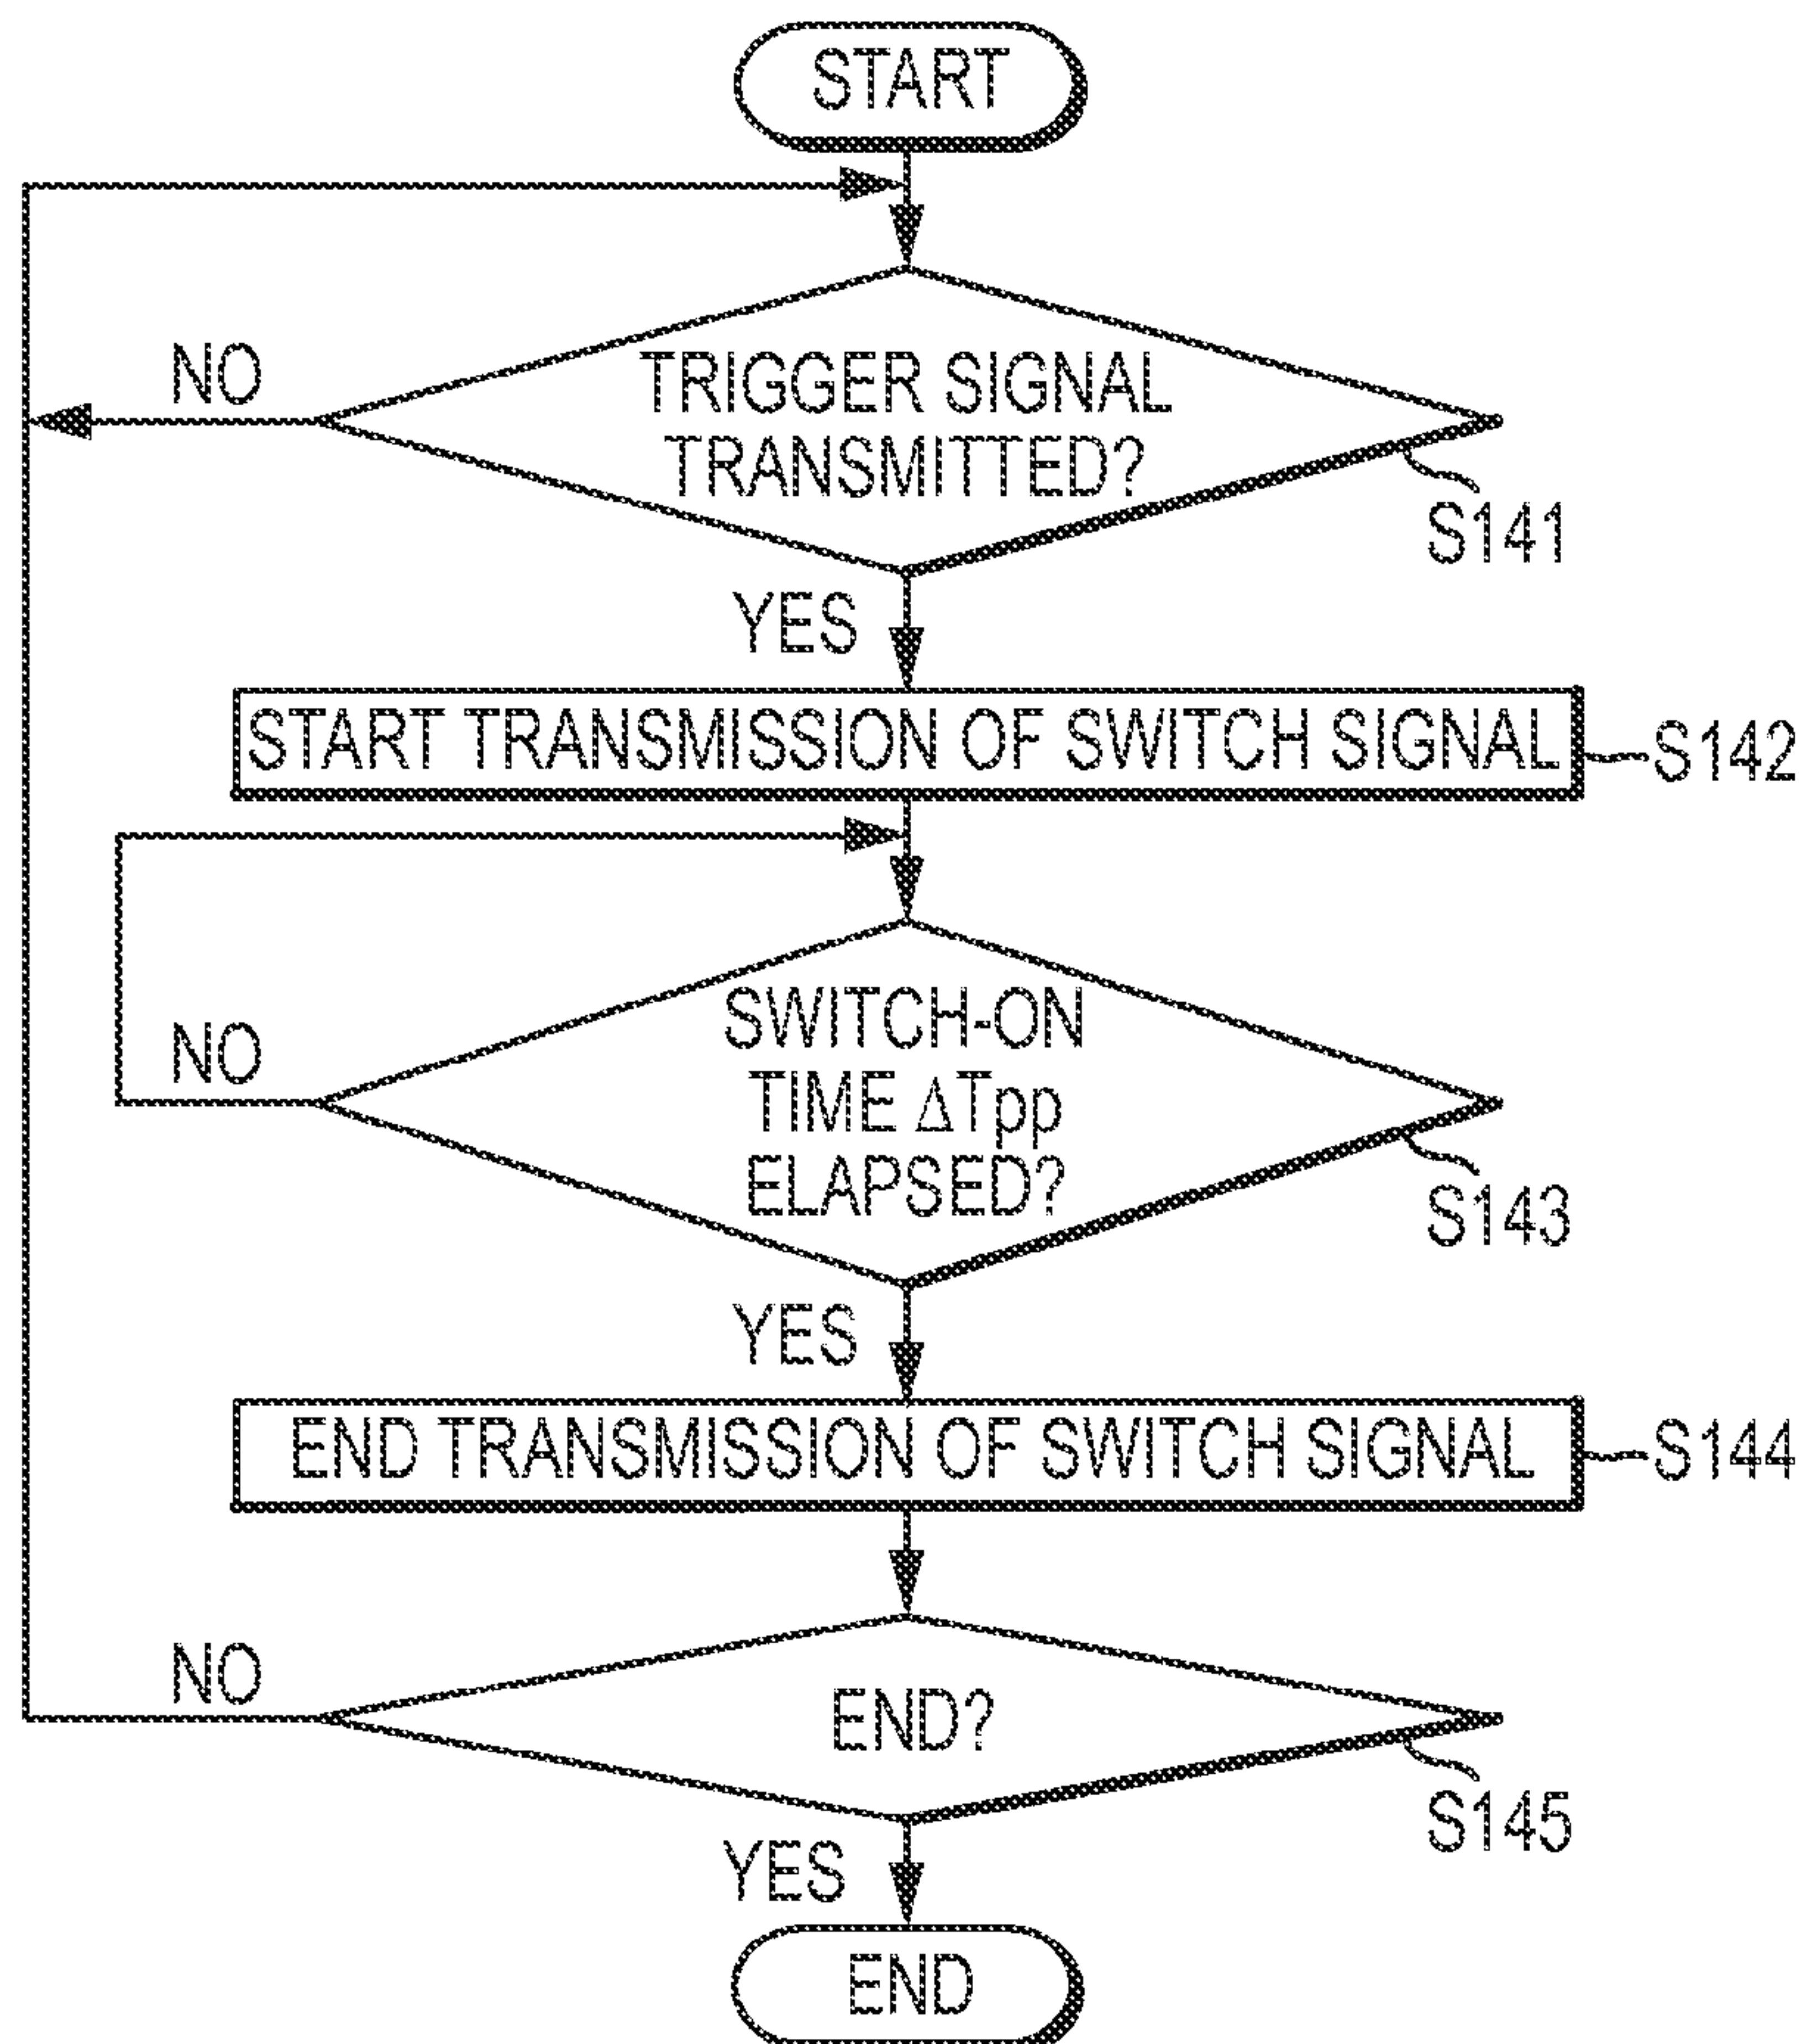 START
NO
TRIGGER SIGNAL
TRANSMITTED?
S141
YES
START TRANSMISSION OF SWITCH SIGNAL
S142
NO
SWITCH-ON
TIME ΔTpp
ELAPSED?
S143
YES
END TRANSMISSION OF SWITCH SIGNAL
S144
NO
END?
S145
YES
END